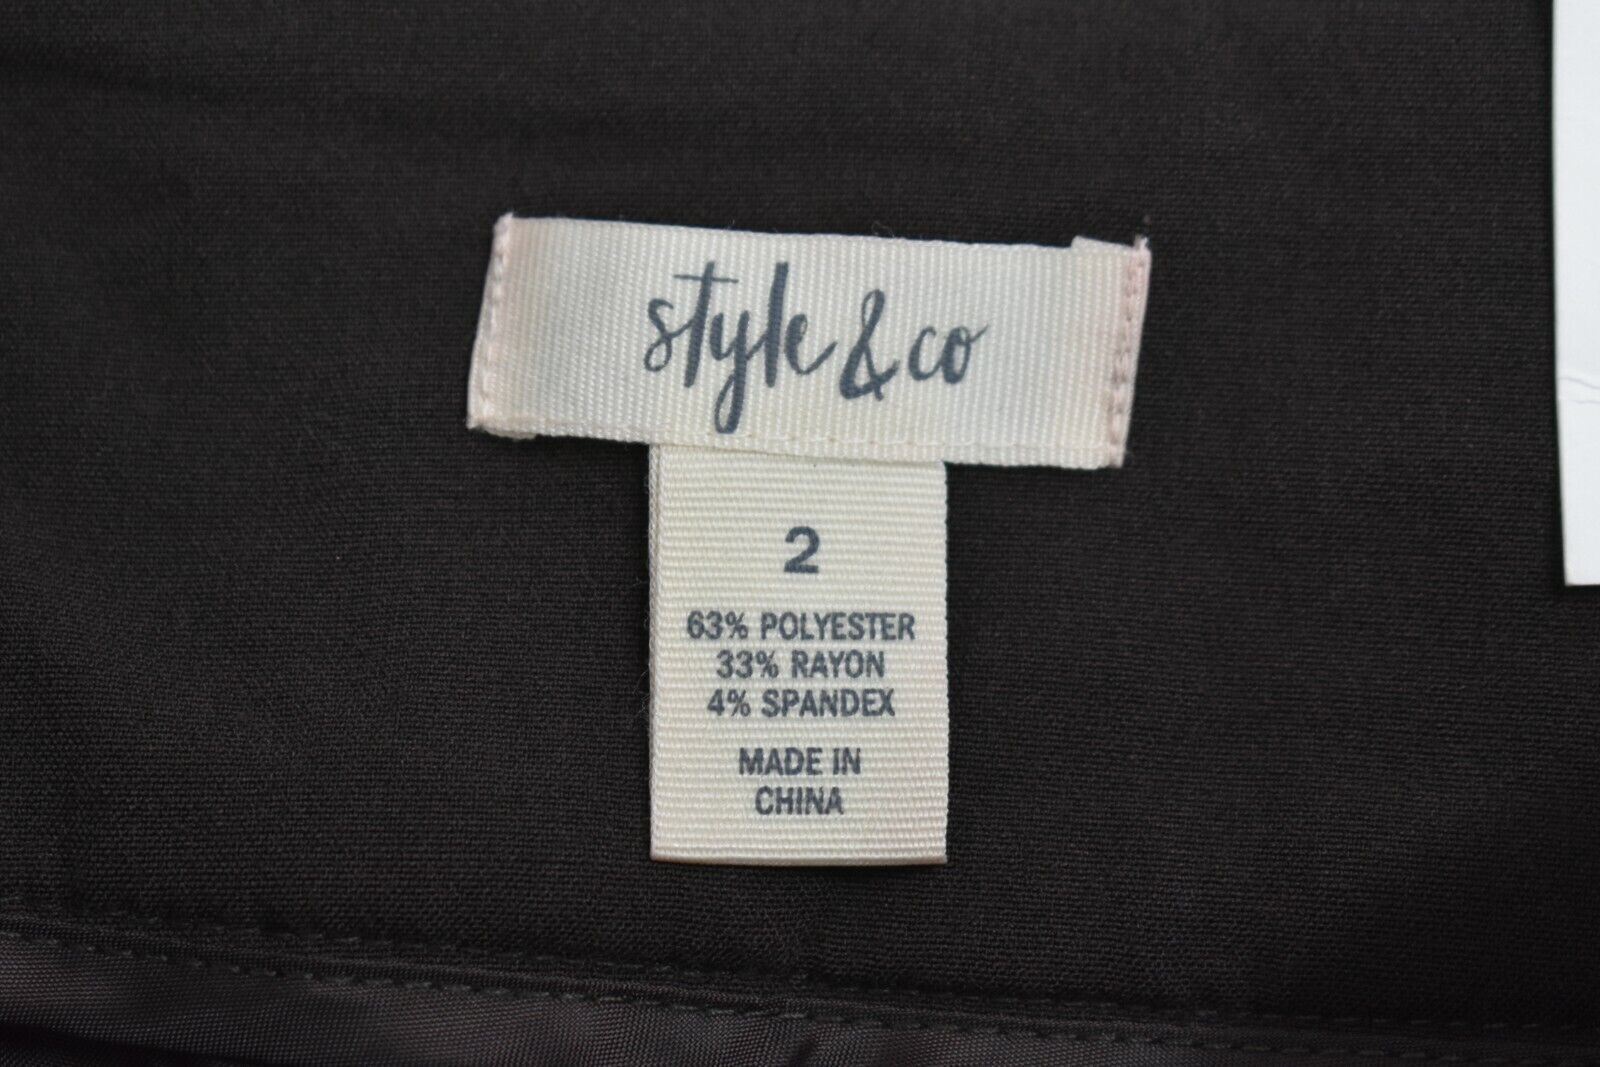 style & co
2
63% POLYESTER
33% RAYON
4% SPANDEX
MADE IN
CHINA